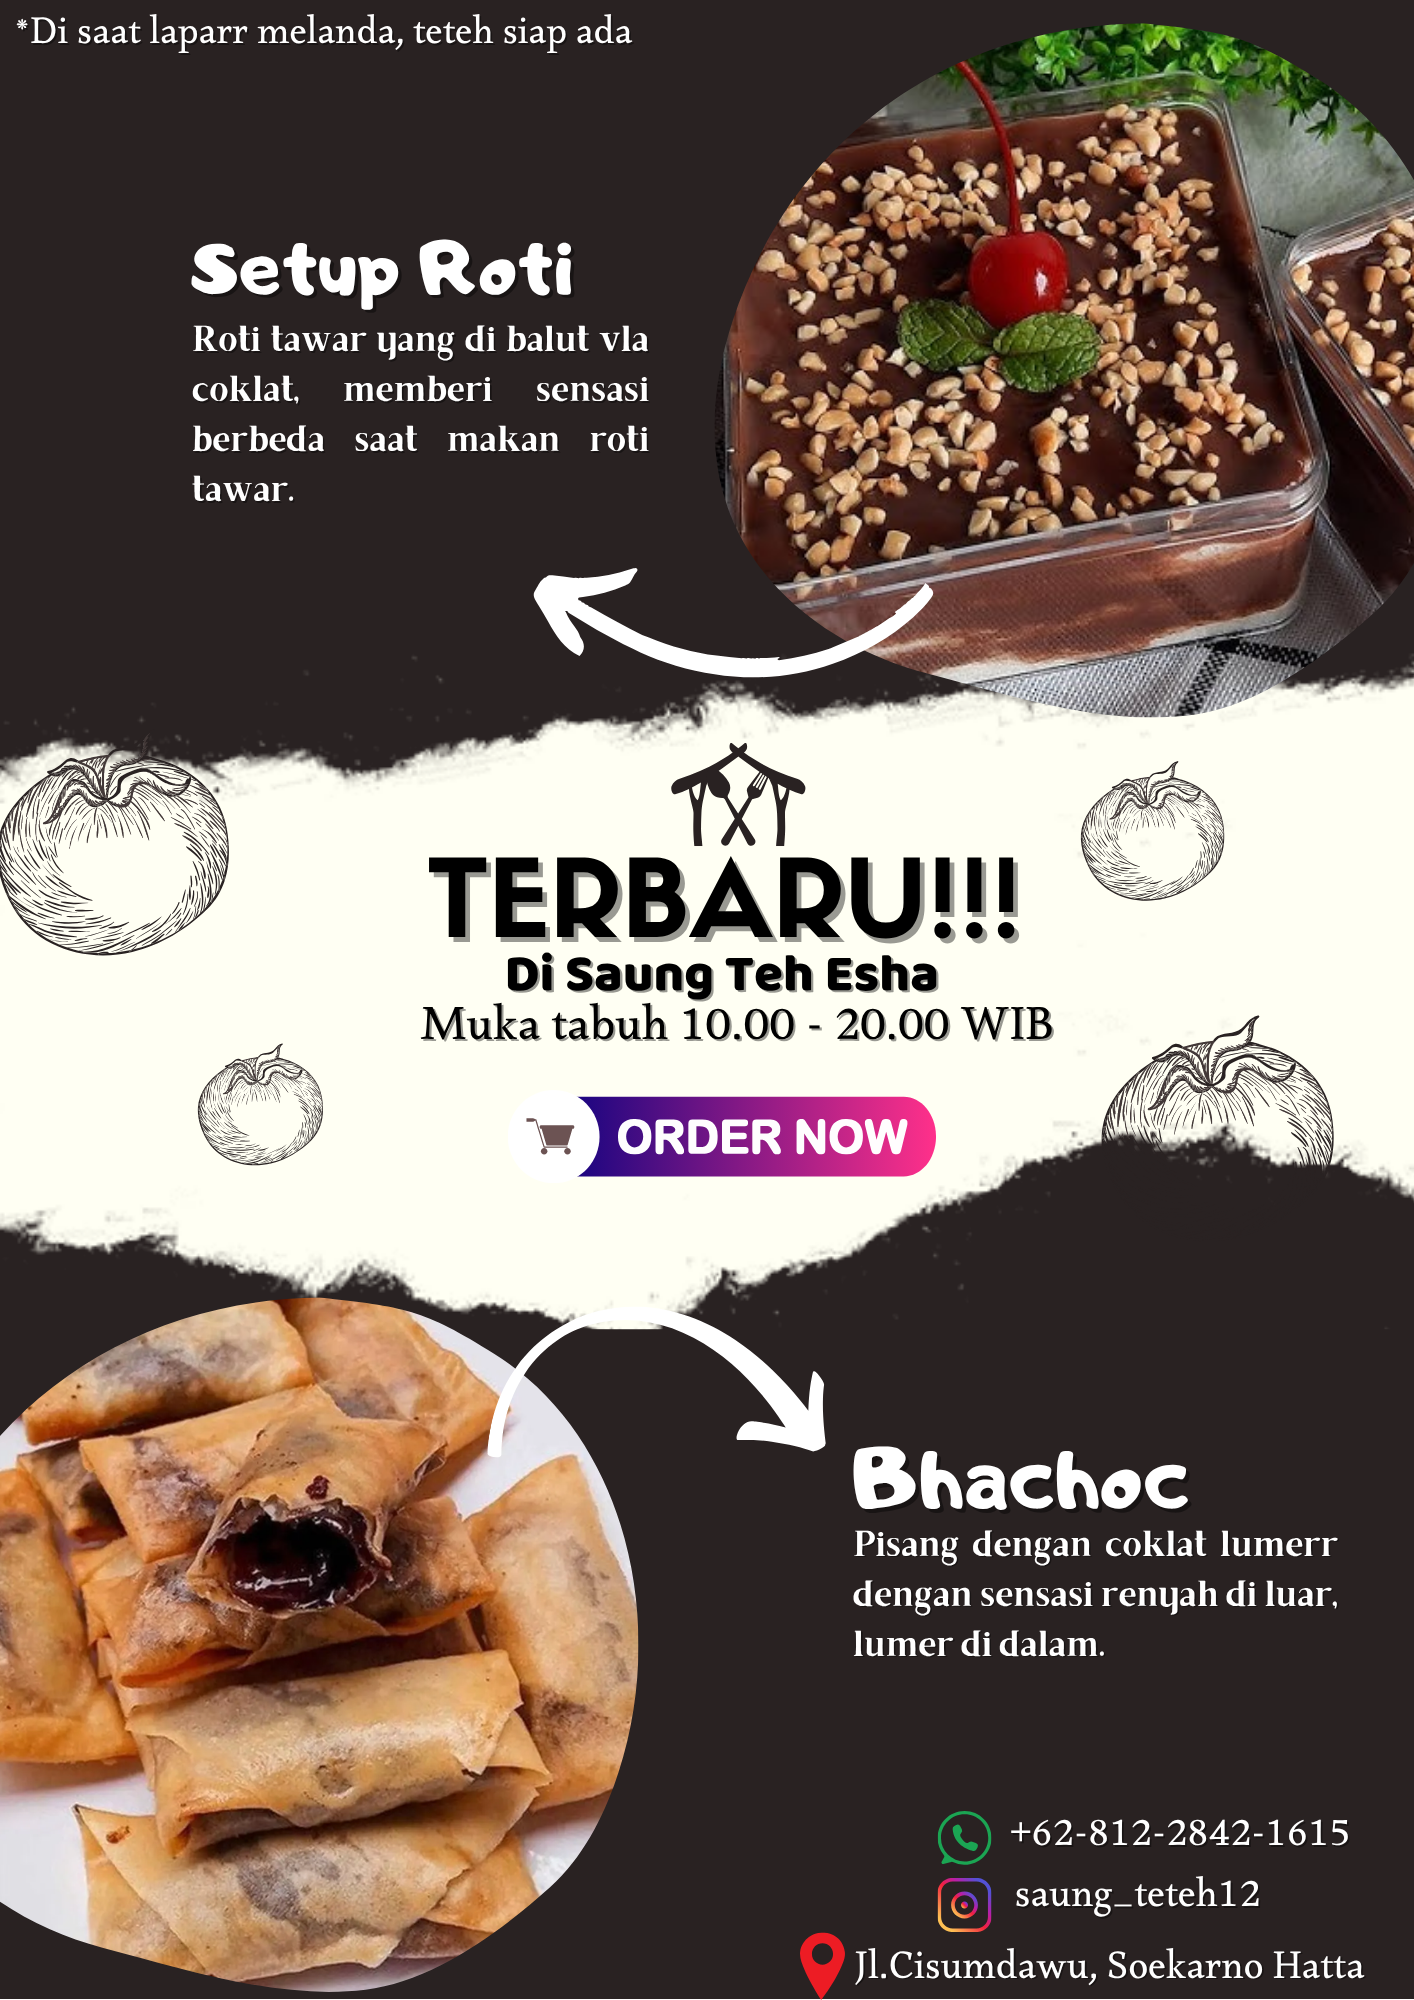 *Di saat laparr melanda, teteh siap ada
Setup Roti
Roti tawar yang di balut vla
coklat, memberi sensasi
berbeda saat makan roti
tawar.
TERBARU!!!
Di Saung Teh Esha
Muka tabuh 10.00 - 20.00 WIB
ORDER NOW
Bhachoc
Pisang dengan coklat lumerr
dengan sensasi renyah di luar,
lumer di dalam.
+62-812-2842-1615
saung_teteh12
Jl.Cisumdawu, Soekarno Hatta